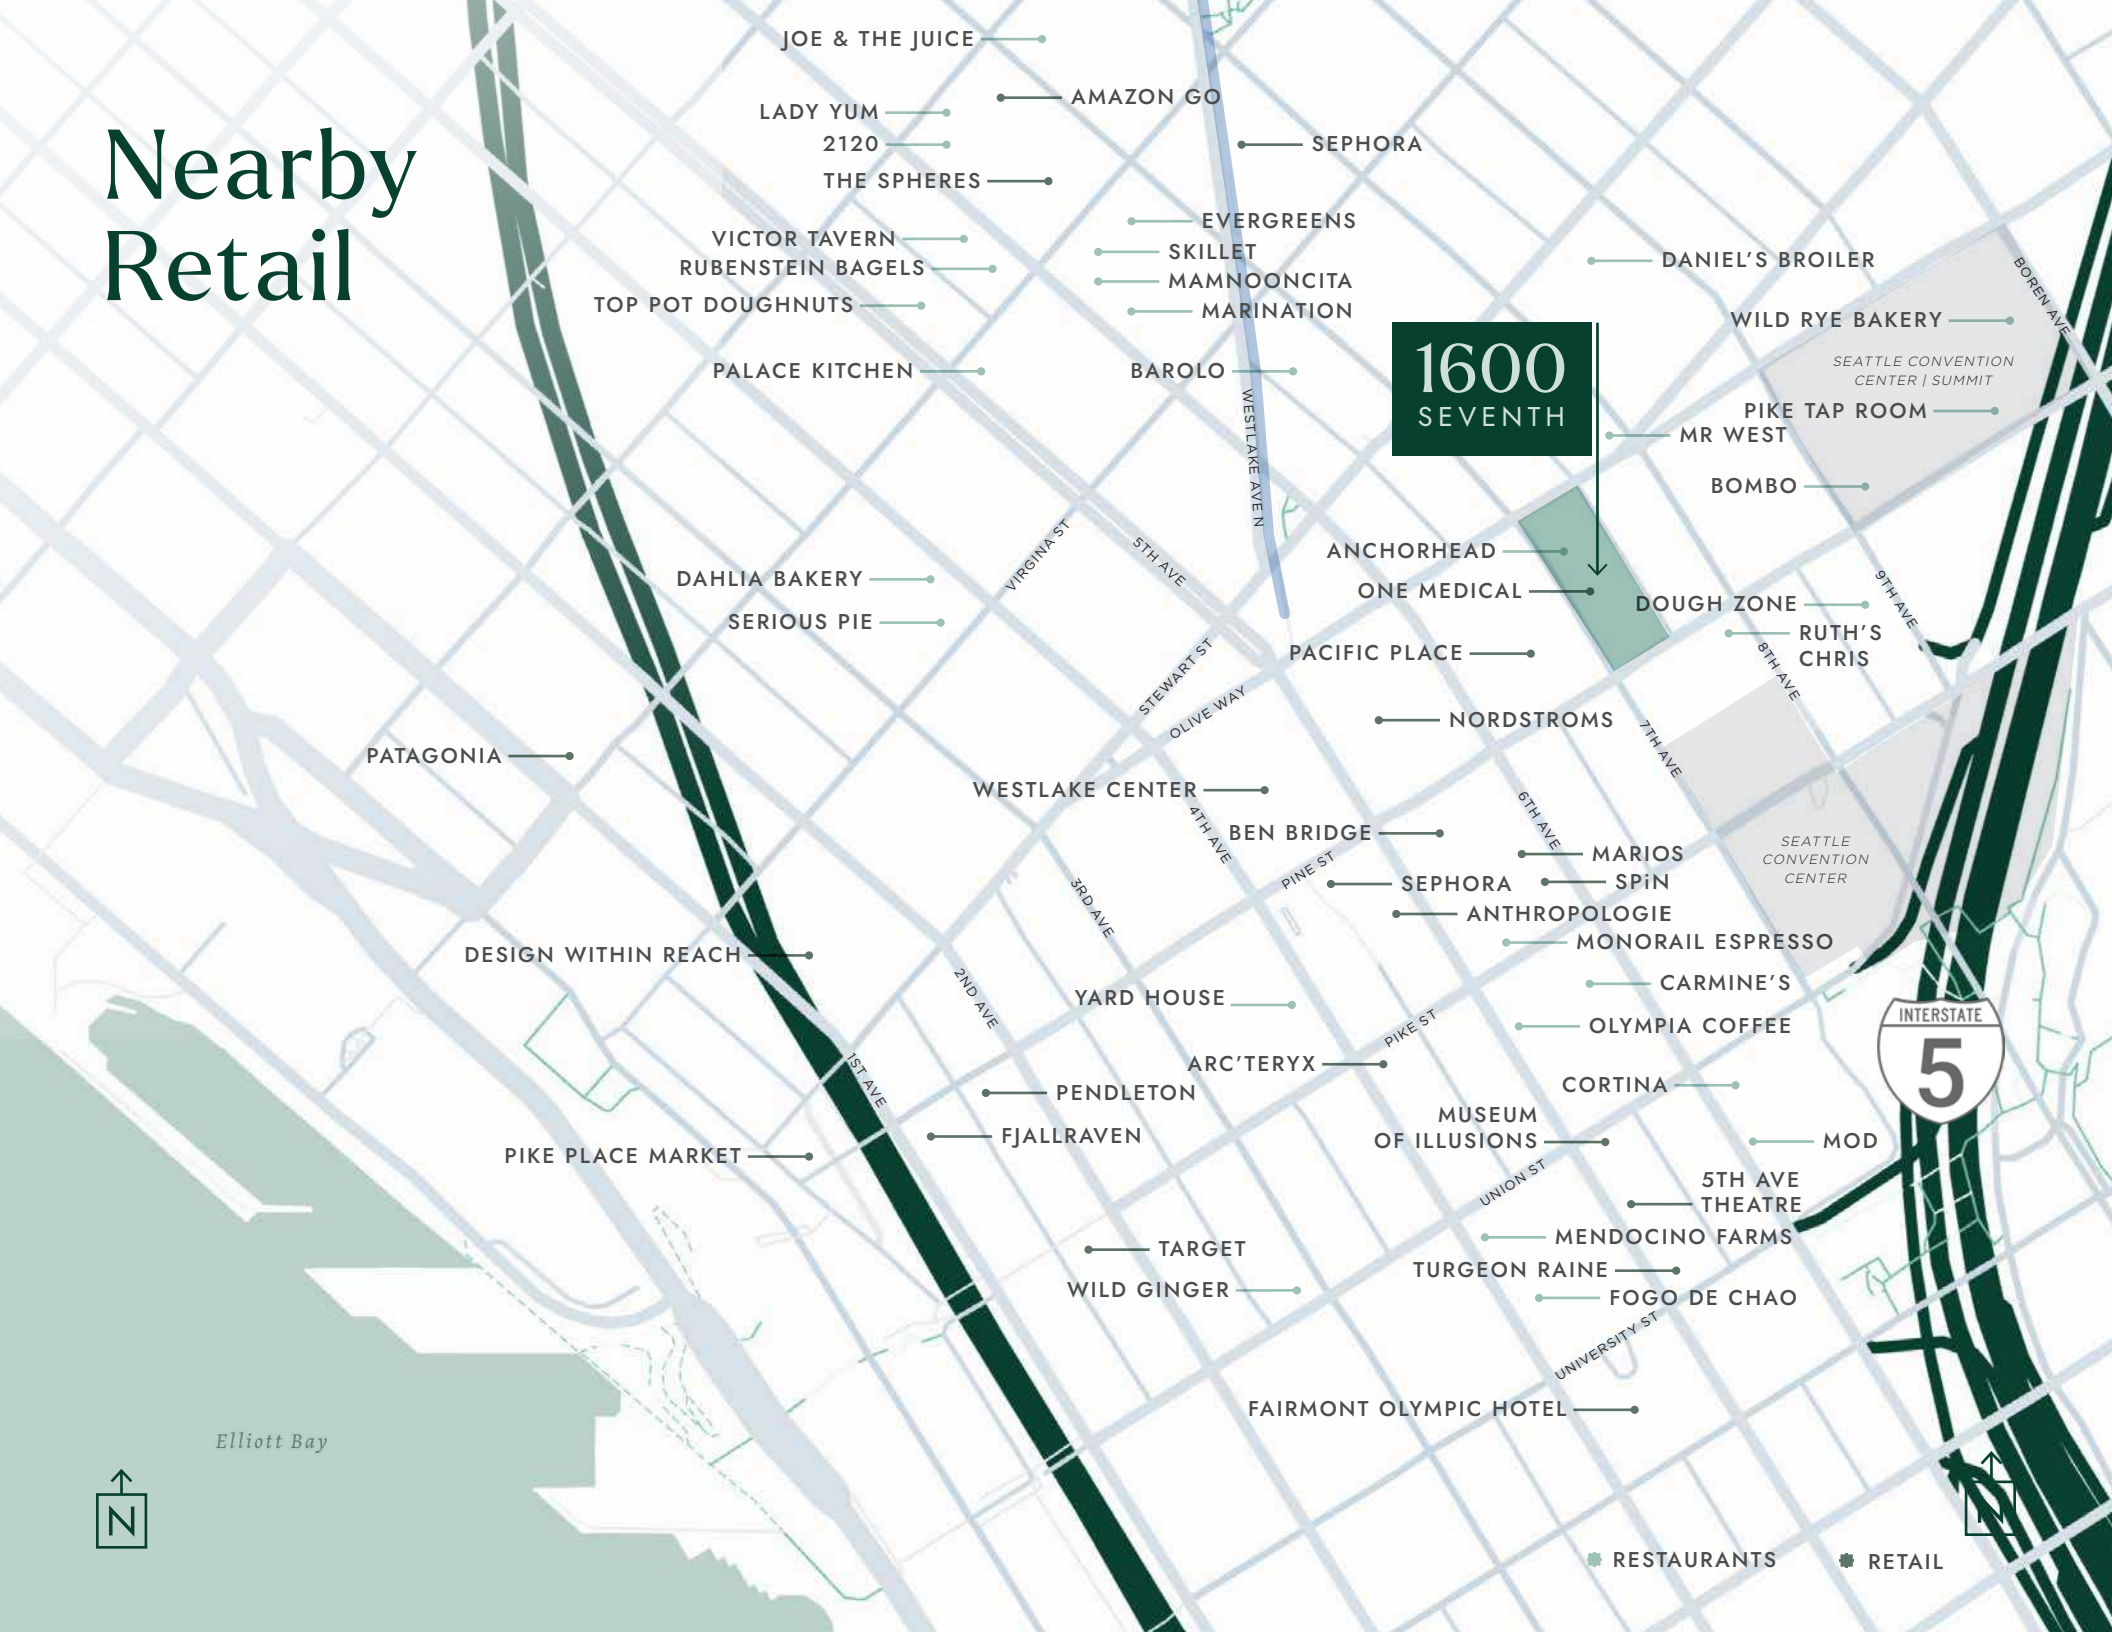 Nearby
Retail
JOE & THE JUICE
AMAZON GO
LADY YUM
2120
SEPHORA
THE SPHERES
EVERGREENS
VICTOR TAVERN
SKILLET
RUBENSTEIN BAGELS
MAMNOONCITA
TOP POT DOUGHNUTS
MARINATION
DANIEL'S BROILER
BOREN AVE
WILD RYE BAKERY
SEATTLE CONVENTION
CENTER | SUMMIT
PALACE KITCHEN
BAROLO
1600
SEVENTH
PIKE TAP ROOM
MR WEST
WESTLAKE AVE N
BOMBO
VIRGINA ST
5TH AVE
ANCHORHEAD
DAHLIA BAKERY
ONE MEDICAL
DOUGH ZONE
9TH AVE
SERIOUS PIE
RUTH'S
CHRIS
PACIFIC PLACE
8TH AVE
STEWART ST
OLIVE WAY
NORDSTROMS
7TH AVE
PATAGONIA
WESTLAKE CENTER
4TH AVE
BEN BRIDGE
6TH AVE
MARIOS
SEATTLE
CONVENTION
CENTER
PINE ST
SEPHORA
SPiN
3RD AVE
ANTHROPOLOGIE
MONORAIL ESPRESSO
DESIGN WITHIN REACH
CARMINE'S
2ND AVE
YARD HOUSE
INTERSTATE
5
OLYMPIA COFFEE
PIKE ST
ARC'TERYX
1ST AVE
CORTINA
PENDLETON
MUSEUM
OF ILLUSIONS
FJALLRAVEN
MOD
PIKE PLACE MARKET
UNION ST
5TH AVE
THEATRE
MENDOCINO FARMS
TARGET
TURGEON RAINE
WILD GINGER
FOGO DE CHAO
UNIVERSITY ST
FAIRMONT OLYMPIC HOTEL
Elliott Bay
N
N
RESTAURANTS
RETAIL